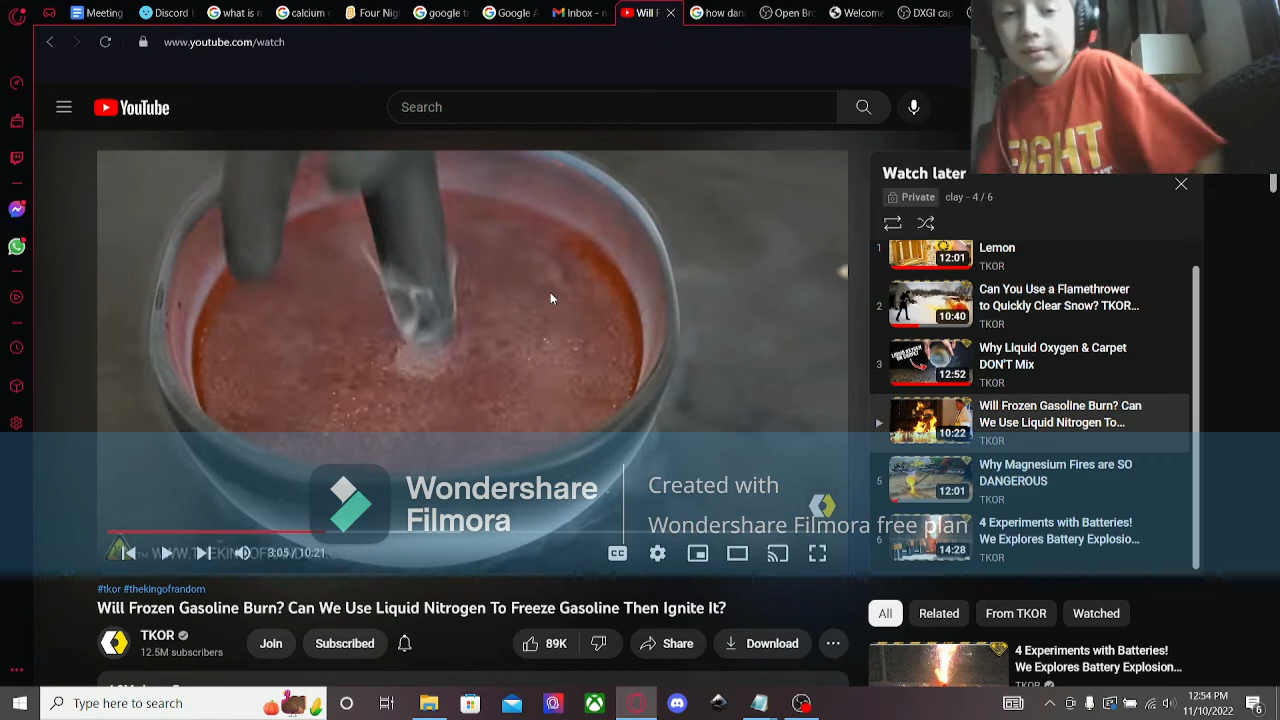 Meeting
Discord
what is n
calcium
Four Nig
google tr
Google A
Inbox - n
Will F
how dan
Open Bro
Welcome
DXGI cap
www.youtube.com/watch
YouTube
Search
FIGHT
Watch later
Private
clay - 4 / 6
1
Lemon
TKOR
12:01
2
Can You Use a Flamethrower
to Quickly Clear Snow? TKOR...
TKOR
10:40
3
Why Liquid Oxygen & Carpet
DON'T Mix
TKOR
12:52
Will Frozen Gasoline Burn? Can
We Use Liquid Nitrogen To...
TKOR
10:22
5
Why Magnesium Fires are SO
DANGEROUS
TKOR
12:01
6
4 Experiments with Batteries!
We Explores Battery Explosio...
TKOR
14:28
Wondershare
Filmora
Created with
Wondershare Filmora free plan
3:05 / 10:21
CC
#tkor #thekingofrandom
Will Frozen Gasoline Burn? Can We Use Liquid Nitrogen To Freeze Gasoline Then Ignite It?
TKOR
12.5M subscribers
Join
Subscribed
89K
Share
Download
All
Related
From TKOR
Watched
4 Experiments with Batteries!
We Explores Battery Explosion...
TKOR
Type here to search
12:54 PM
11/10/2022
6